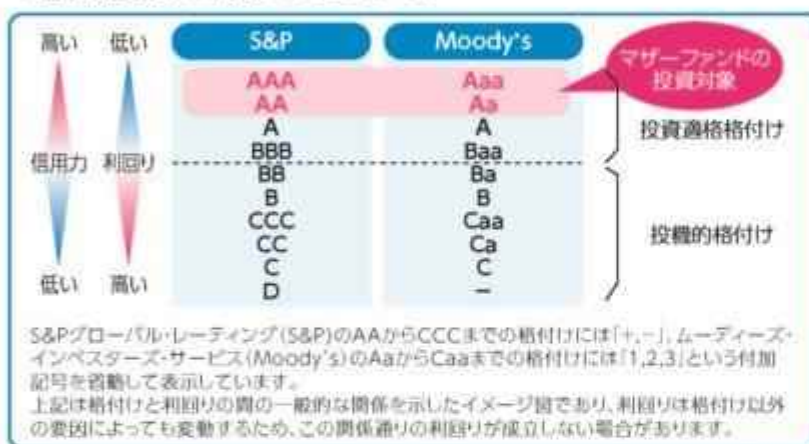 高い 低い S&P Moody's
マザーファンドの
投資対象
AAA Aaa
AA Aa
A A
投資適格格付け
BBB Baa
信用力 利回り
BB Ba
B B
CCC Caa
投機的格付け
CC Ca
C C
低い 高い
D −
S&Pグローバル・レーティング(S&P)のAAからCCCまでの格付けには「+,−」、ムーディーズ・
インベスターズ・サービス(Moody's)のAaからCaaまでの格付けには「1,2,3」という付加
記号を省略して表示しています。
上記は格付けと利回りの間の一般的な関係を示したイメージ図であり、利回りは格付け以外
の要因によっても変動するため、この関係通りの利回りが成立しない場合があります。